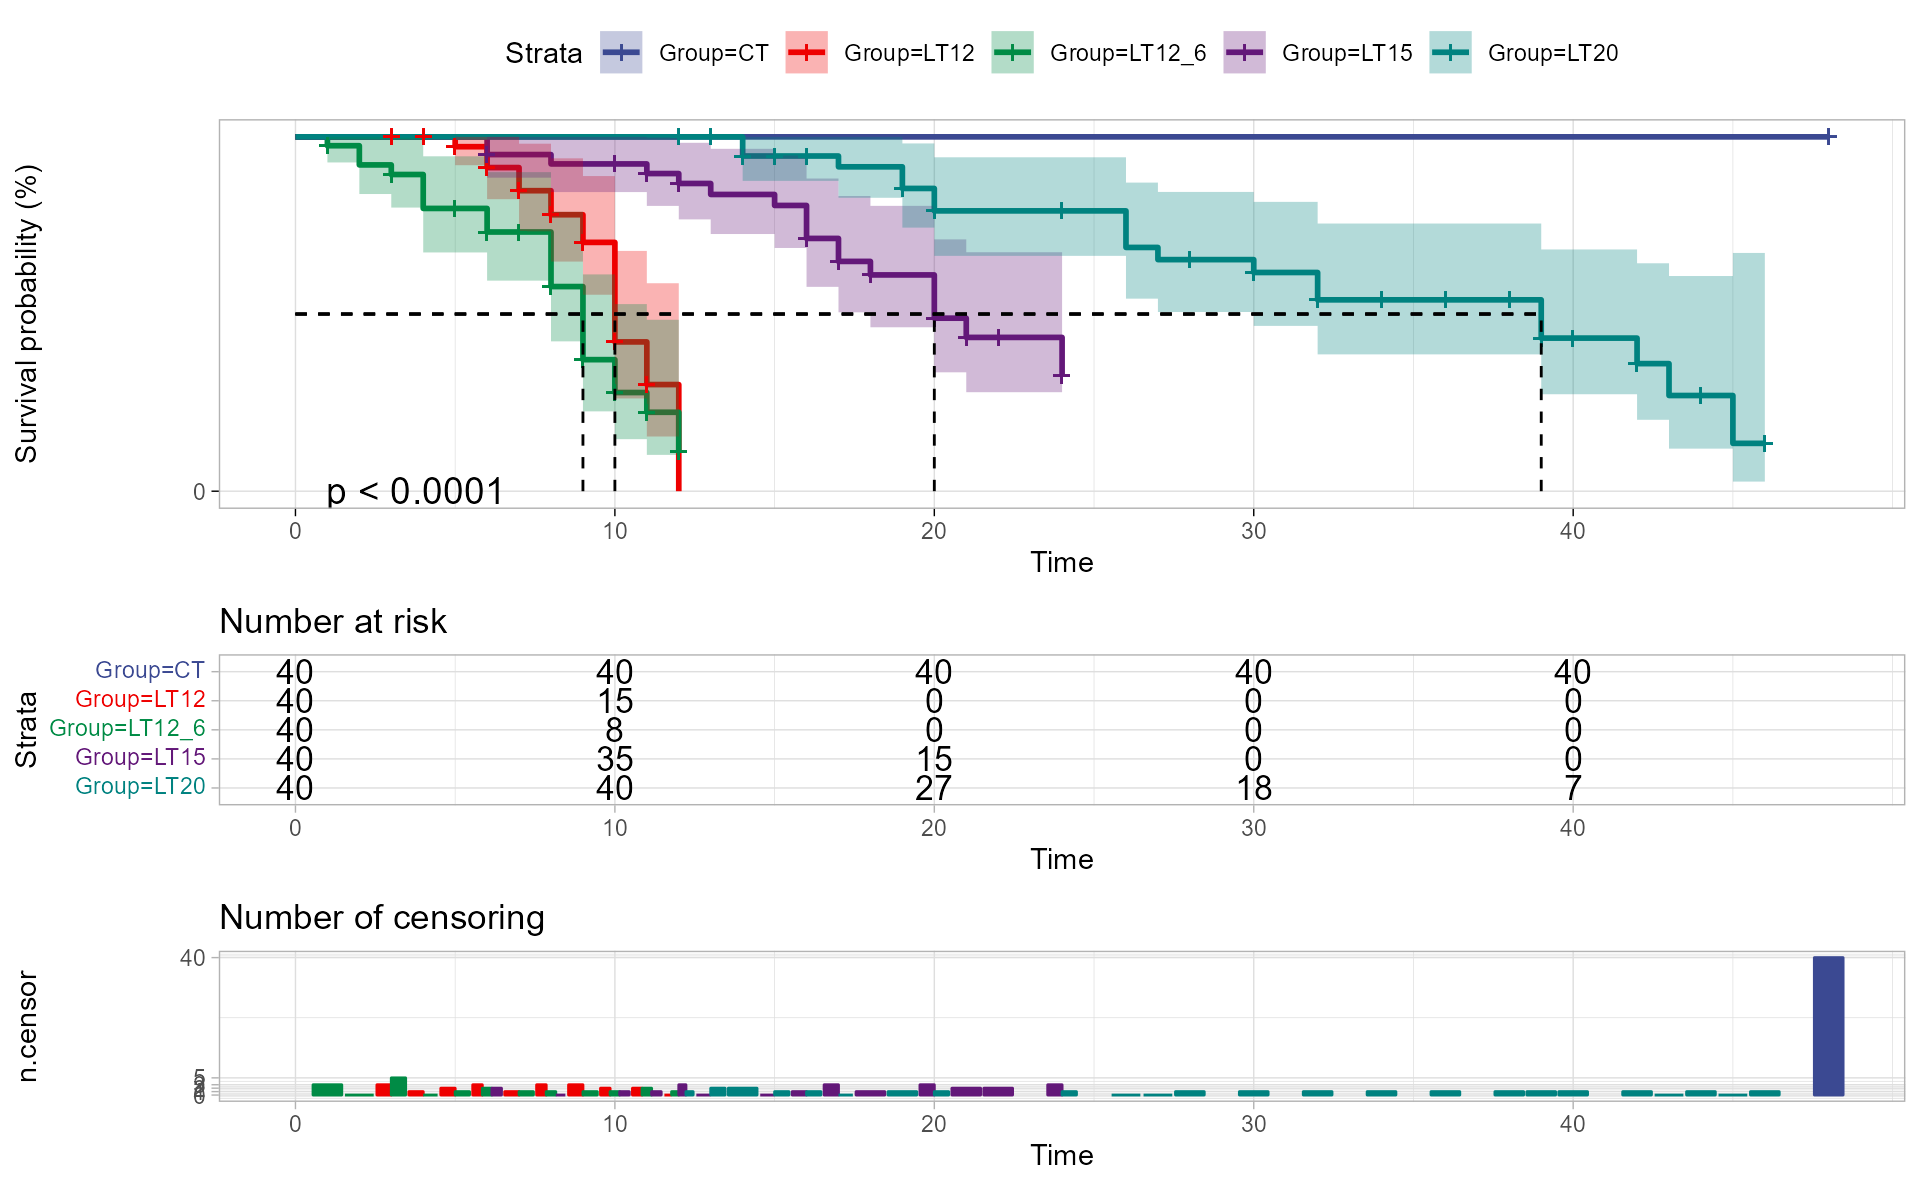 Strata Group=CT Group=LT12 Group=LT12_6 Group=LT15 Group=LT20
Survival probability (%)
0
p < 0.0001
0 10 20 30 40
Time
Number at risk
Strata
Group=CT 40 40 40 40 40
Group=LT12 40 15 0 0 0
Group=LT12_6 40 8 0 0 0
Group=LT15 40 35 15 0 0
Group=LT20 40 40 27 18 7
0 10 20 30 40
Time
Number of censoring
n.censor
40
5
0
0 10 20 30 40
Time